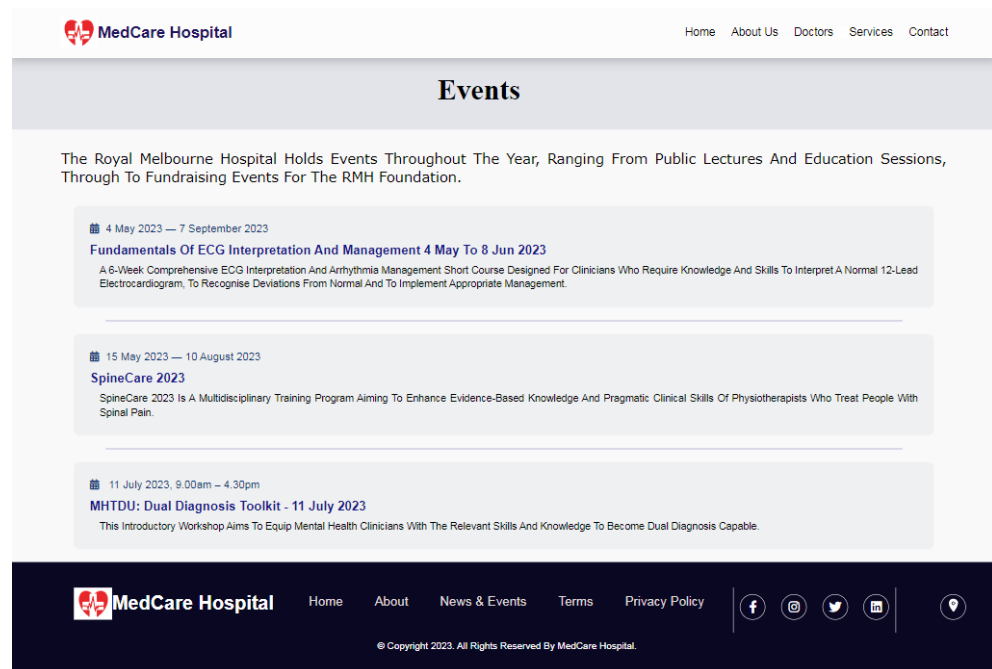 MedCare Hospital
Home About Us Doctors Services Contact
Events
The Royal Melbourne Hospital Holds Events Throughout The Year, Ranging From Public Lectures And Education Sessions,
Through To Fundraising Events For The RMH Foundation.
4 May 2023 — 7 September 2023
Fundamentals Of ECG Interpretation And Management 4 May To 8 Jun 2023
A 6-Week Comprehensive ECG Interpretation And Arrhythmia Management Short Course Designed For Clinicians Who Require Knowledge And Skills To Interpret A Normal 12-Lead
Electrocardiogram, To Recognise Deviations From Normal And To Implement Appropriate Management.
15 May 2023 — 10 August 2023
SpineCare 2023
SpineCare 2023 Is A Multidisciplinary Training Program Aiming To Enhance Evidence-Based Knowledge And Pragmatic Clinical Skills Of Physiotherapists Who Treat People With
Spinal Pain.
11 July 2023, 9.00am – 4.30pm
MHTDU: Dual Diagnosis Toolkit - 11 July 2023
This Introductory Workshop Aims To Equip Mental Health Clinicians With The Relevant Skills And Knowledge To Become Dual Diagnosis Capable.
MedCare Hospital
Home About News & Events Terms Privacy Policy
© Copyright 2023. All Rights Reserved By MedCare Hospital.